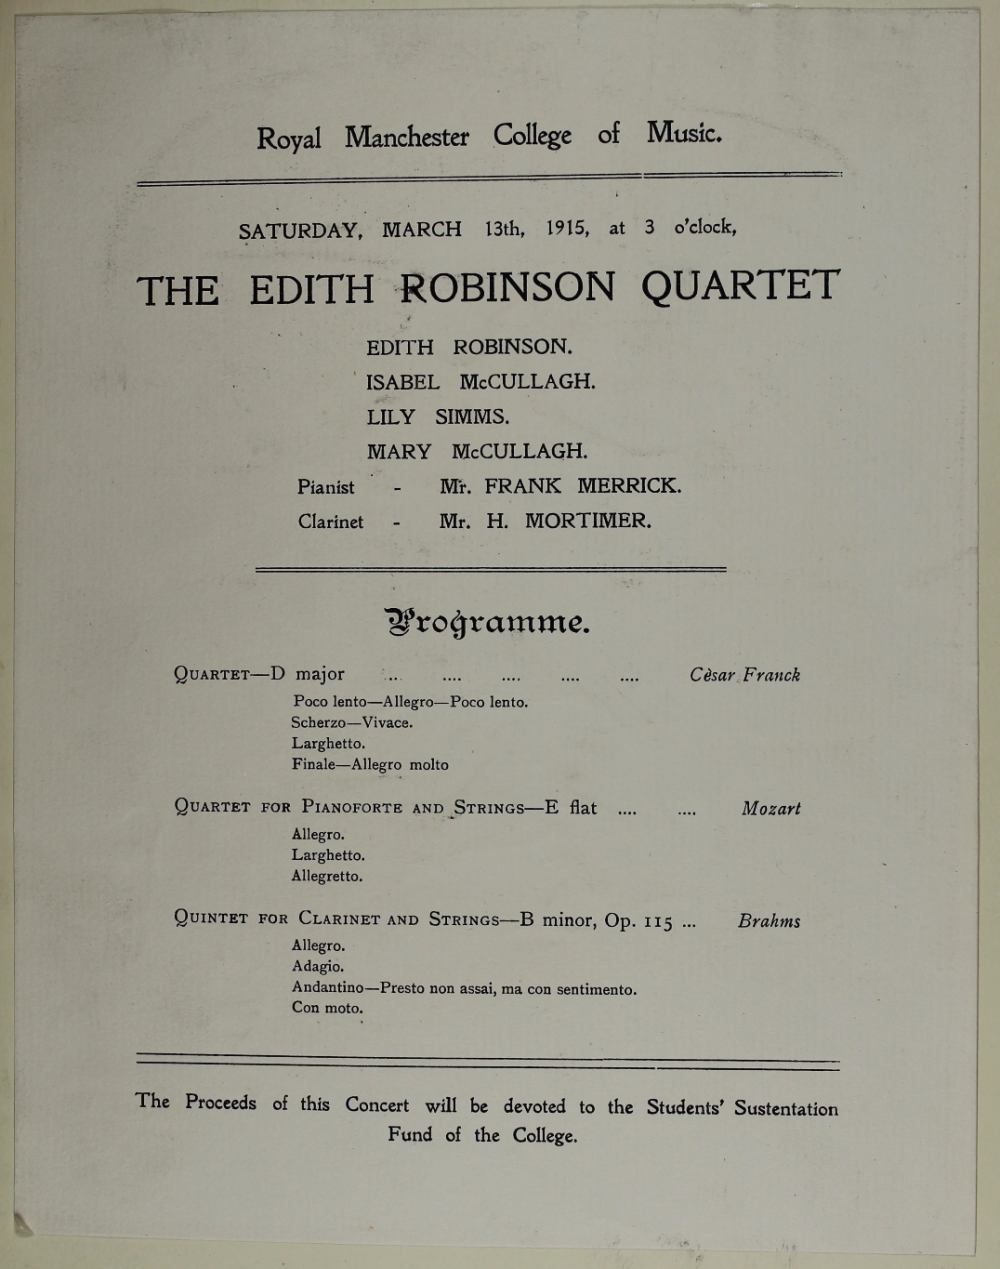 Royal Manchester College of Music.
SATURDAY, MARCH 13th, 1915, at 3 o'clock,
THE EDITH ROBINSON QUARTET
EDITH ROBINSON.
ISABEL McCULLAGH.
LILY SIMMS.
MARY McCULLAGH.
Pianist - Mr. FRANK MERRICK.
Clarinet - Mr. H. MORTIMER.
Programme.
QUARTET—D major ... .... .... .... .... Cèsar Franck
Poco lento—Allegro—Poco lento.
Scherzo—Vivace.
Larghetto.
Finale—Allegro molto
QUARTET FOR PIANOFORTE AND STRINGS—E flat .... .... Mozart
Allegro.
Larghetto.
Allegretto.
QUINTET FOR CLARINET AND STRINGS—B minor, Op. 115 ... Brahms
Allegro.
Adagio.
Andantino—Presto non assai, ma con sentimento.
Con moto.
The Proceeds of this Concert will be devoted to the Students' Sustentation
Fund of the College.